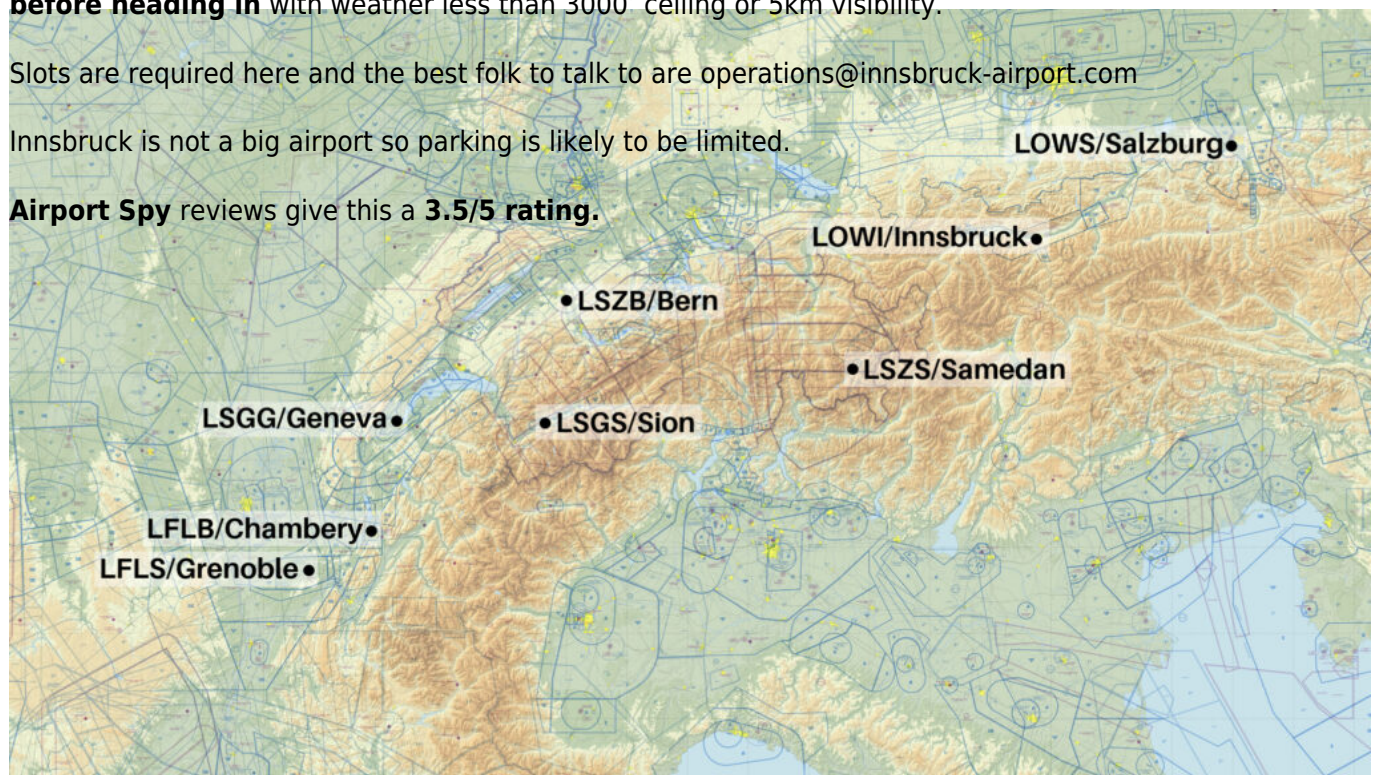 before heading in with weather less than 3000' ceiling or 5km visibility.
Slots are required here and the best folk to talk to are operations@innsbruck-airport.com
Innsbruck is not a big airport so parking is likely to be limited.
Airport Spy reviews give this a 3.5/5 rating.
LOWS/Salzburg
LOWI/Innsbruck
LSZB/Bern
LSZS/Samedan
LSGG/Geneva
LSGS/Sion
LFLB/Chambery
LFLS/Grenoble